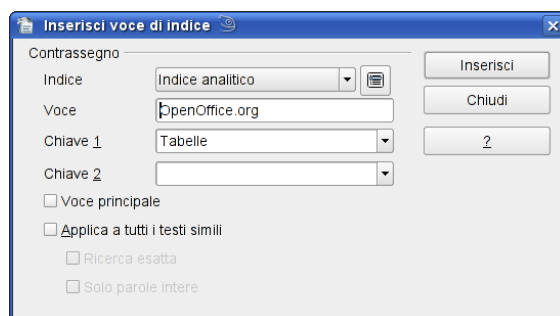 Inserisci voce di indice
Contrassegno
Indice
Indice analitico
Inserisci
Voce
OpenOffice.org
Chiudi
Chiave 1
Tabelle
?
Chiave 2
Voce principale
Applica a tutti i testi simili
Ricerca esatta
Solo parole intere